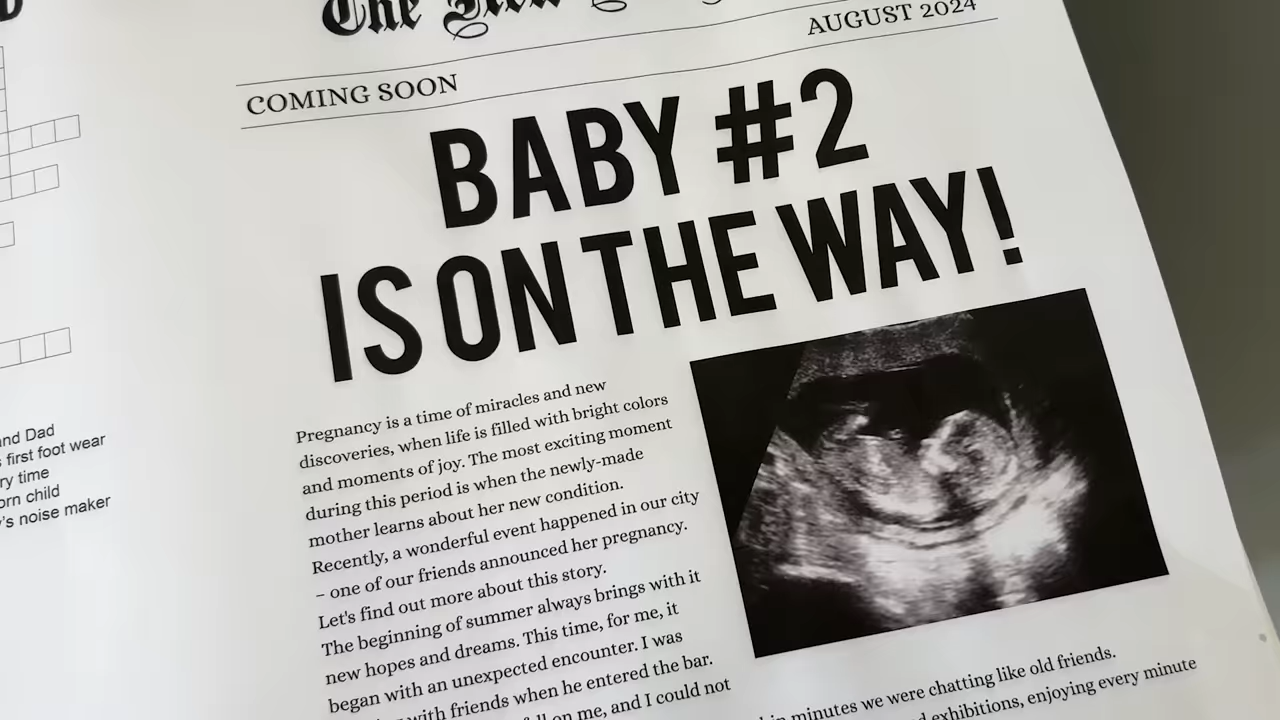 The New
AUGUST 2024
COMING SOON
BABY #2
IS ON THE WAY!
Pregnancy is a time of miracles and new
discoveries, when life is filled with bright colors
and moments of joy. The most exciting moment
during this period is when the newly-made
mother learns about her new condition.
Recently, a wonderful event happened in our city
– one of our friends announced her pregnancy.
Let's find out more about this story.
The beginning of summer always brings with it
new hopes and dreams. This time, for me, it
began with an unexpected encounter. I was
with friends when he entered the bar.
on me, and I could not
minutes we were chatting like old friends.
exhibitions, enjoying every minute
and Dad
first foot wear
time
child
noise maker